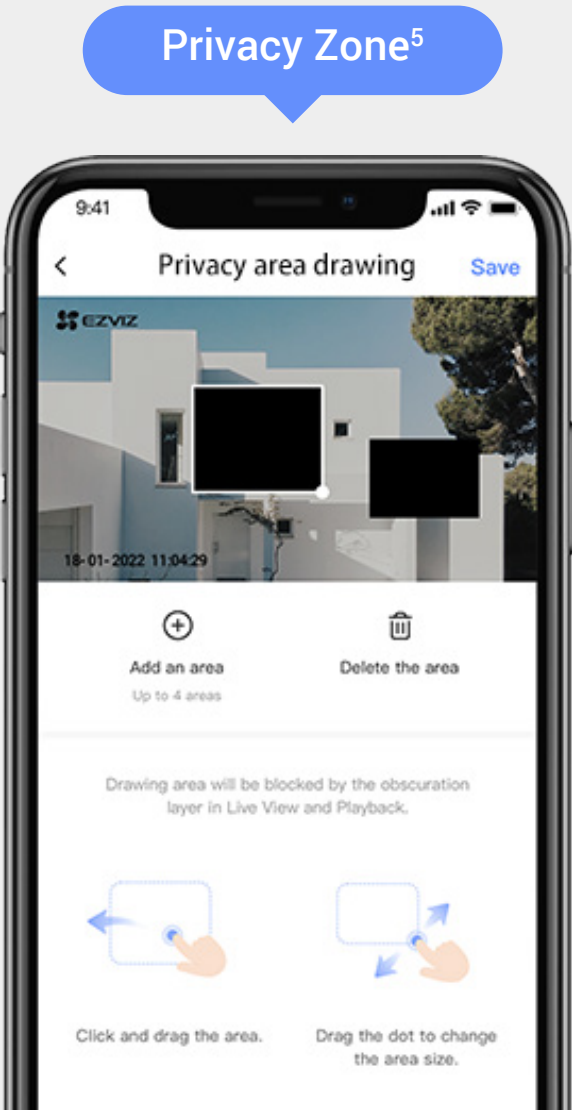 Privacy Zone⁵
9:41
Privacy area drawing
Save
EZVIZ
18-01-2022 11:04:29
Add an area
Delete the area
Up to 4 areas
Drawing area will be blocked by the obscuration
layer in Live View and Playback.
Click and drag the area.
Drag the dot to change
the area size.